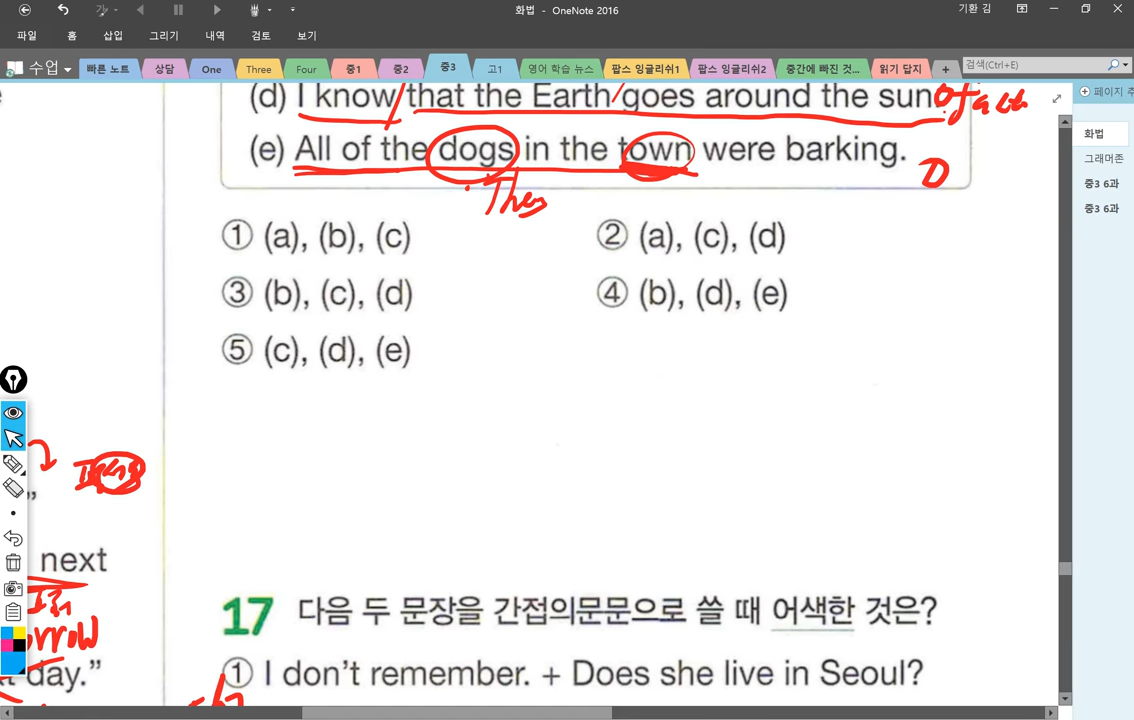 화법 - OneNote 2016
기환 김
파일 홈 삽입 그리기 내역 검토 보기
수업 빠른 노트 상담 One Three Four 중1 중2 중3 고1 영어 학습 뉴스 팝스 잉글리쉬1 팝스 잉글리쉬2 중간에 빠진 것... 읽기 답지 + 검색(Ctrl+E)
페이지 추
화법
그래머존
중3 6과
중3 6과
(d) I know that the Earth goes around the sun.
(e) All of the dogs in the town were barking.
① (a), (b), (c)
② (a), (c), (d)
③ (b), (c), (d)
④ (b), (d), (e)
⑤ (c), (d), (e)
next
day.”
17 다음 두 문장을 간접의문문으로 쓸 때 어색한 것은?
① I don’t remember. + Does she live in Seoul?